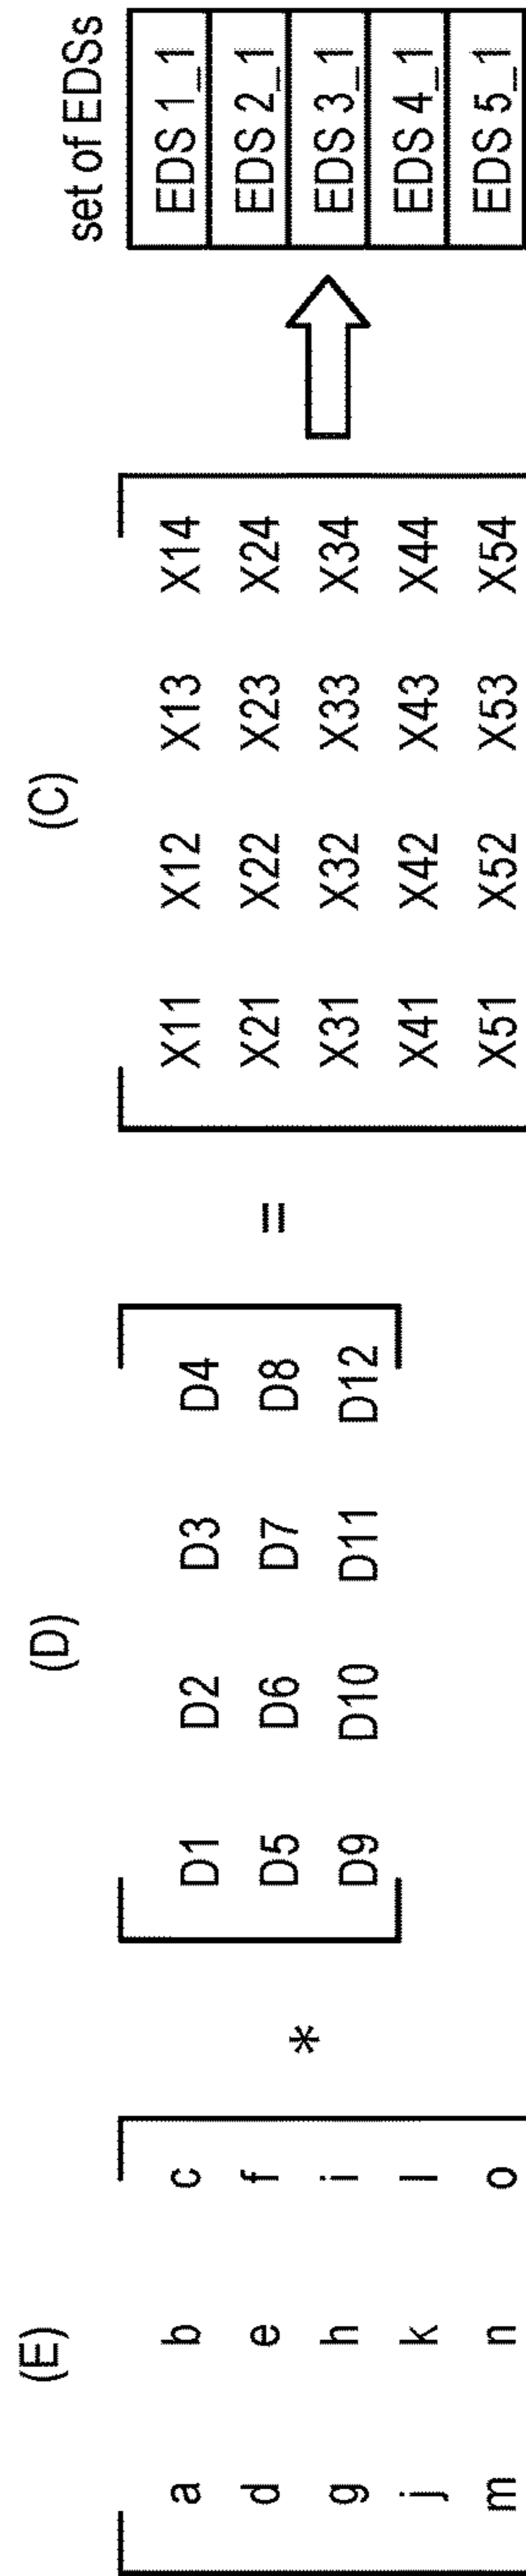 (E)
a b c
d e f
g h i
j k l
m n o
*
(D)
D1 D2 D3 D4
D5 D6 D7 D8
D9 D10 D11 D12
=
(C)
X11 X12 X13 X14
X21 X22 X23 X24
X31 X32 X33 X34
X41 X42 X43 X44
X51 X52 X53 X54
set of EDSs
EDS 1_1
EDS 2_1
EDS 3_1
EDS 4_1
EDS 5_1